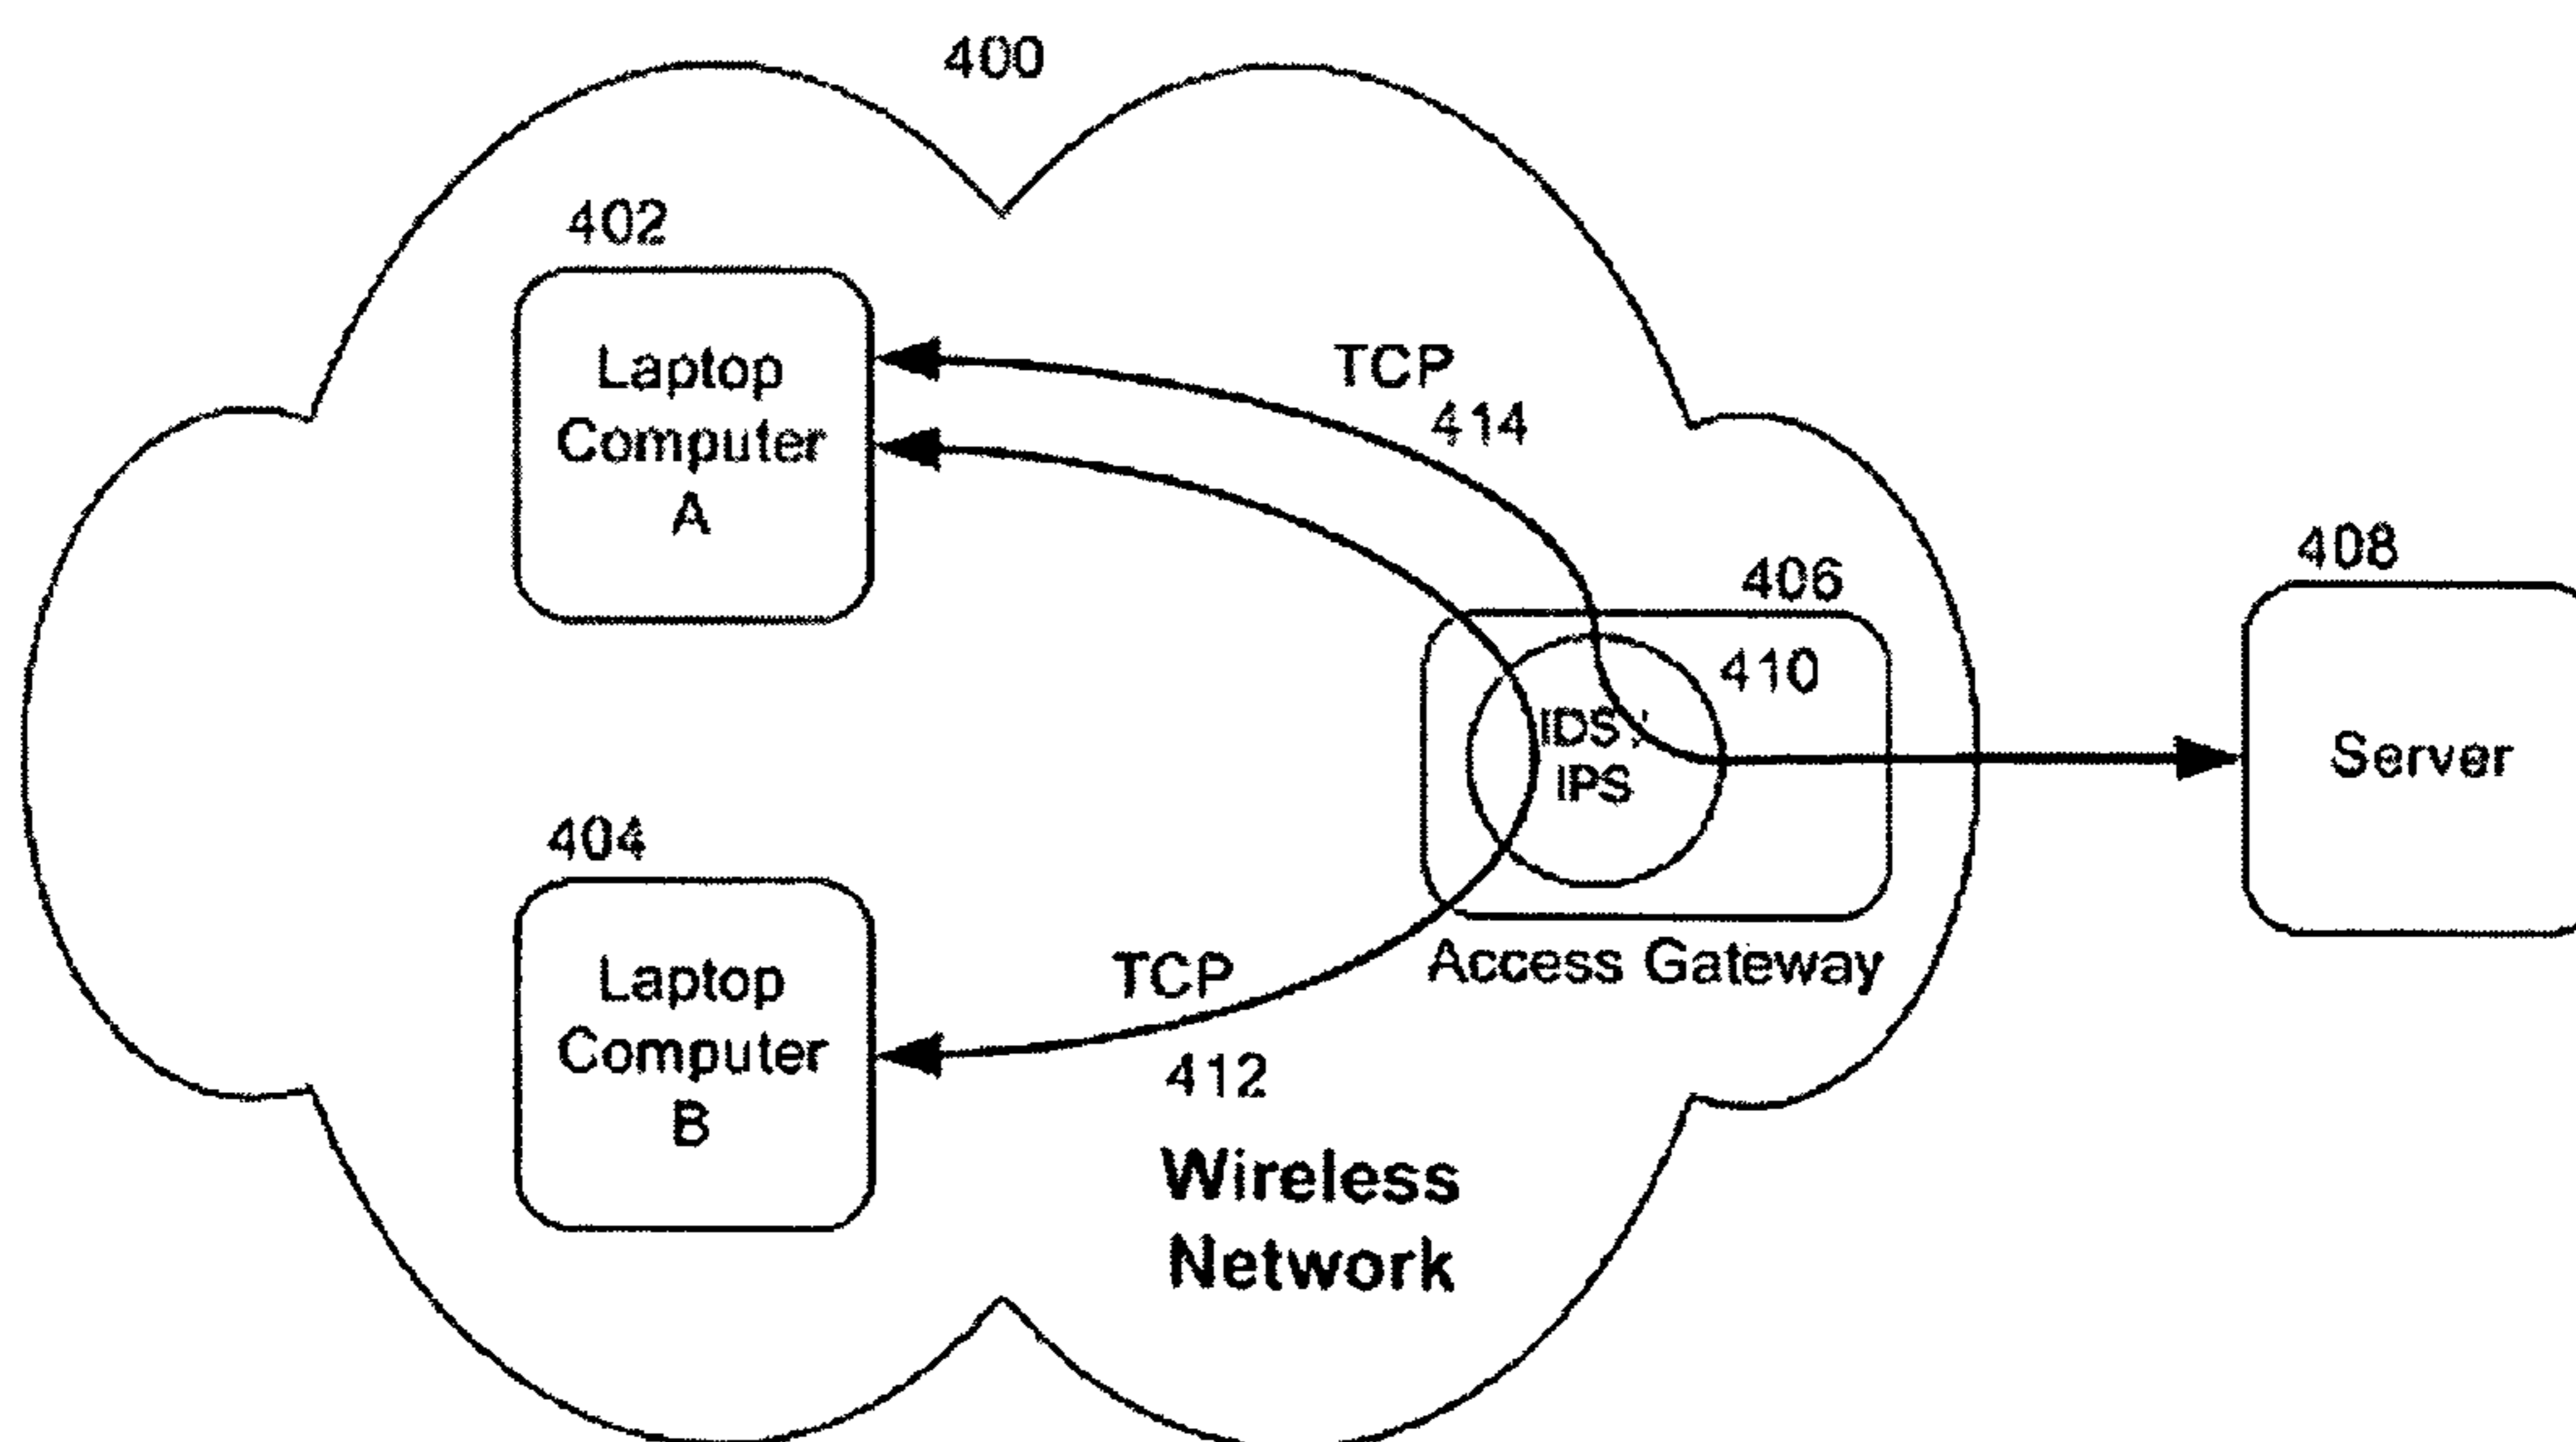 400
402
Laptop
Computer
A
TCP
414
406
410
IDS /
IPS
Access Gateway
408
Server
404
Laptop
Computer
B
TCP
412
Wireless
Network